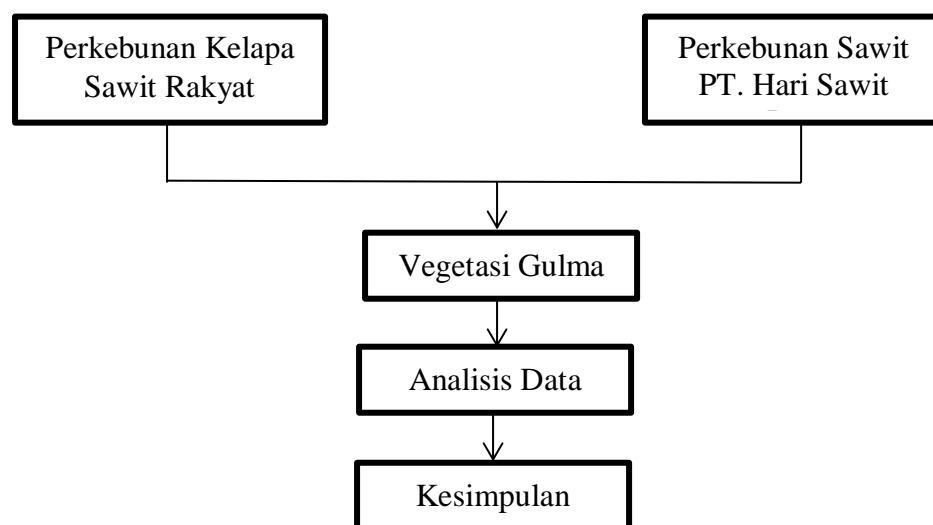 Perkebunan Kelapa
Sawit Rakyat
Perkebunan Sawit
PT. Hari Sawit
Vegetasi Gulma
Analisis Data
Kesimpulan